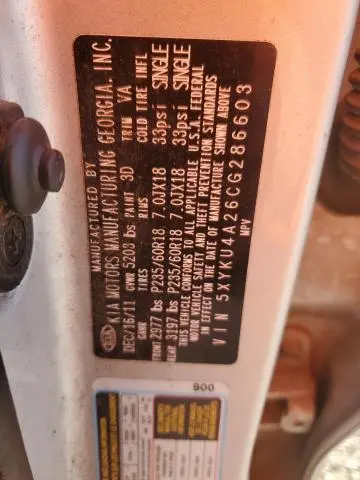 MANUFACTURED BY
KIA KIA MOTORS MANUFACTURING GEORGIA, INC.
DEC/16/11 PAINT 3D TRIM VA
GVWR 5203 lbs
GAWR TIRES RIMS COLD TIRE INFL
FRONT 2977 lbs P235/60R18 7.0JX18 33psi SINGLE
REAR 3197 lbs P235/60R18 7.0JX18 33psi SINGLE
THIS VEHICLE CONFORMS TO ALL APPLICABLE U.S.A. FEDERAL
MOTOR VEHICLE SAFETY AND THEFT PREVENTION STANDARDS
IN EFFECT ON THE DATE OF MANUFACTURE SHOWN ABOVE
VIN 5XYKU4A26CG286603
MPV
900